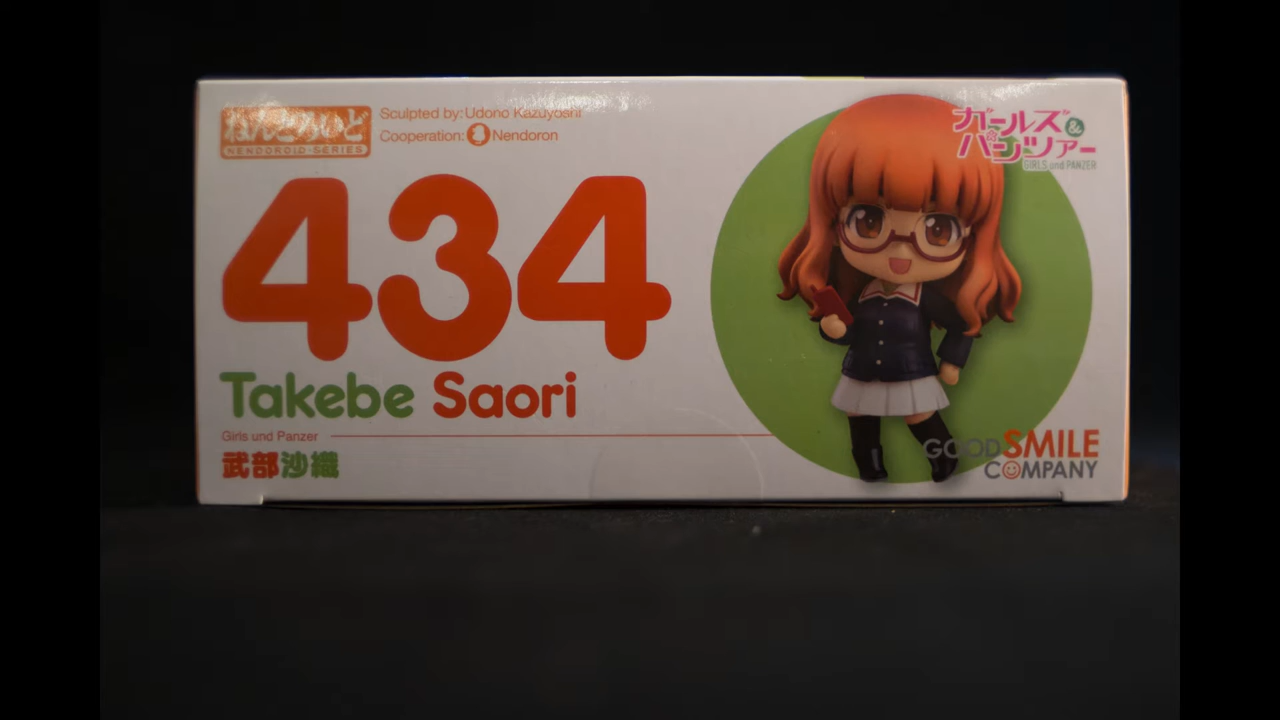 ねんどろいど
NENDOROID SERIES
Sculpted by: Udono Kazuyoshi
Cooperation: Nendoron
434
Takebe Saori
Girls und Panzer
武部沙織
ガールズ&
パンツァー
GIRLS und PANZER
GOOD SMILE
COMPANY